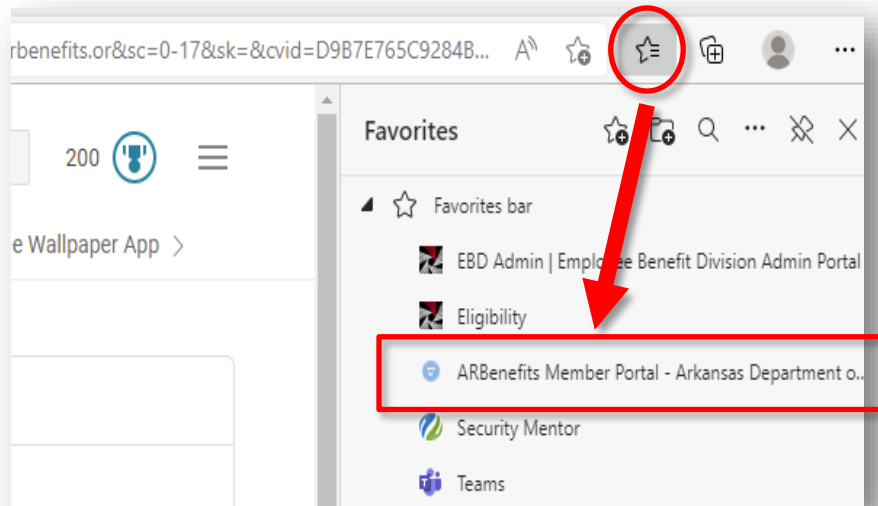 rbenefits.or&sc=0-17&sk=&cvid=D9B7E765C9284B...
200
e Wallpaper App >
Favorites
Favorites bar
EBD Admin | Employee Benefit Division Admin Portal
Eligibility
ARBenefits Member Portal - Arkansas Department o...
Security Mentor
Teams